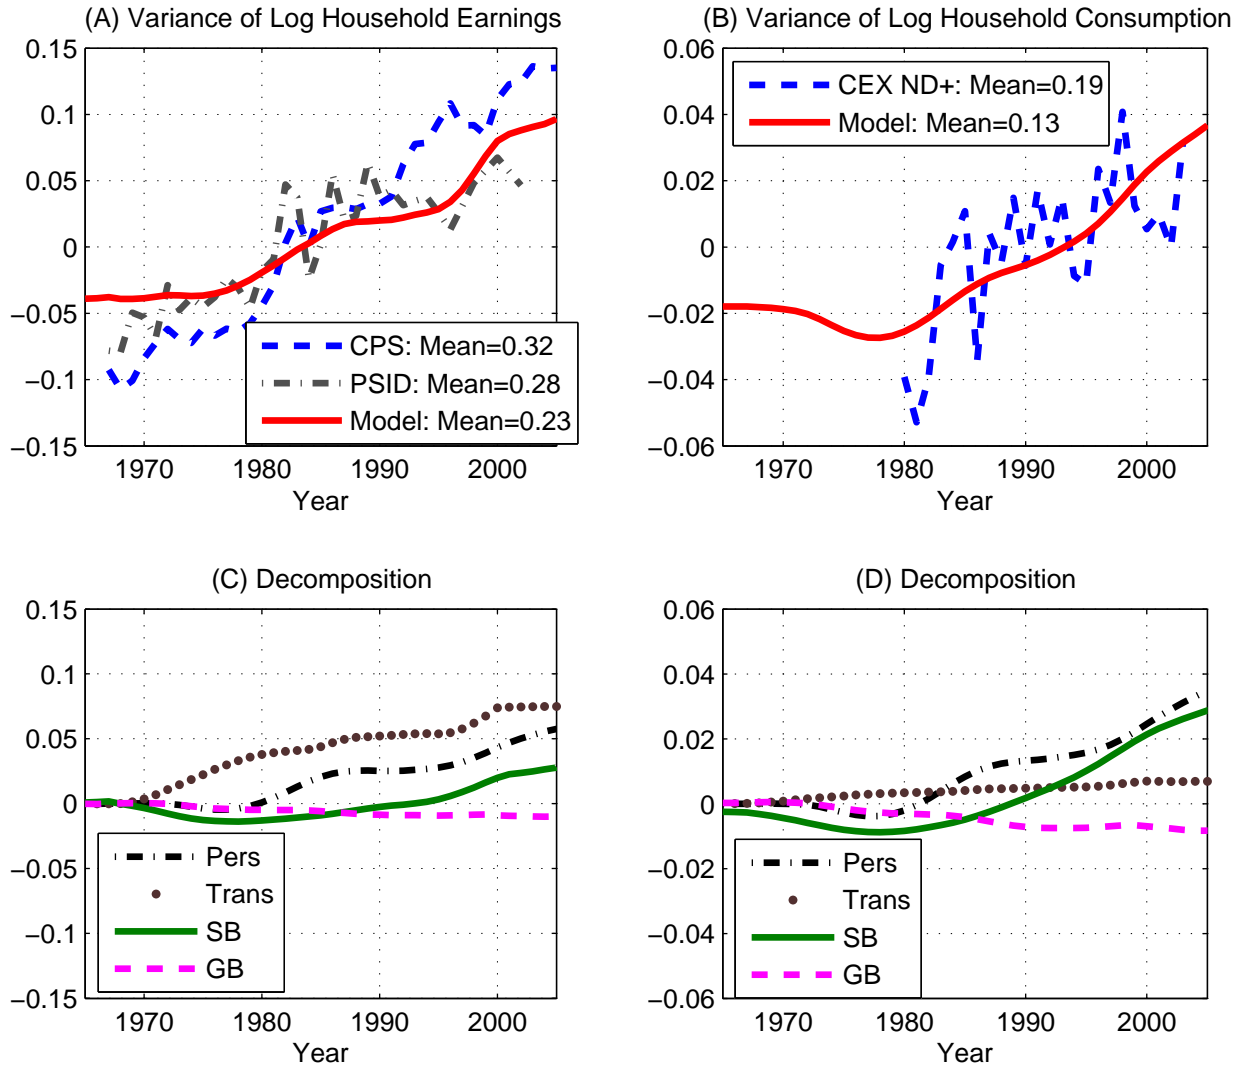 (A) Variance of Log Household Earnings
0.15
0.1
0.05
0
−0.05
−0.1
−0.15
CPS: Mean=0.32
PSID: Mean=0.28
Model: Mean=0.23
1970 1980 1990 2000
Year
(B) Variance of Log Household Consumption
0.06
0.04
0.02
0
−0.02
−0.04
−0.06
CEX ND+: Mean=0.19
Model: Mean=0.13
1970 1980 1990 2000
Year
(C) Decomposition
0.15
0.1
0.05
0
−0.05
−0.1
−0.15
Pers
Trans
SB
GB
1970 1980 1990 2000
Year
(D) Decomposition
0.06
0.04
0.02
0
−0.02
−0.04
−0.06
Pers
Trans
SB
GB
1970 1980 1990 2000
Year